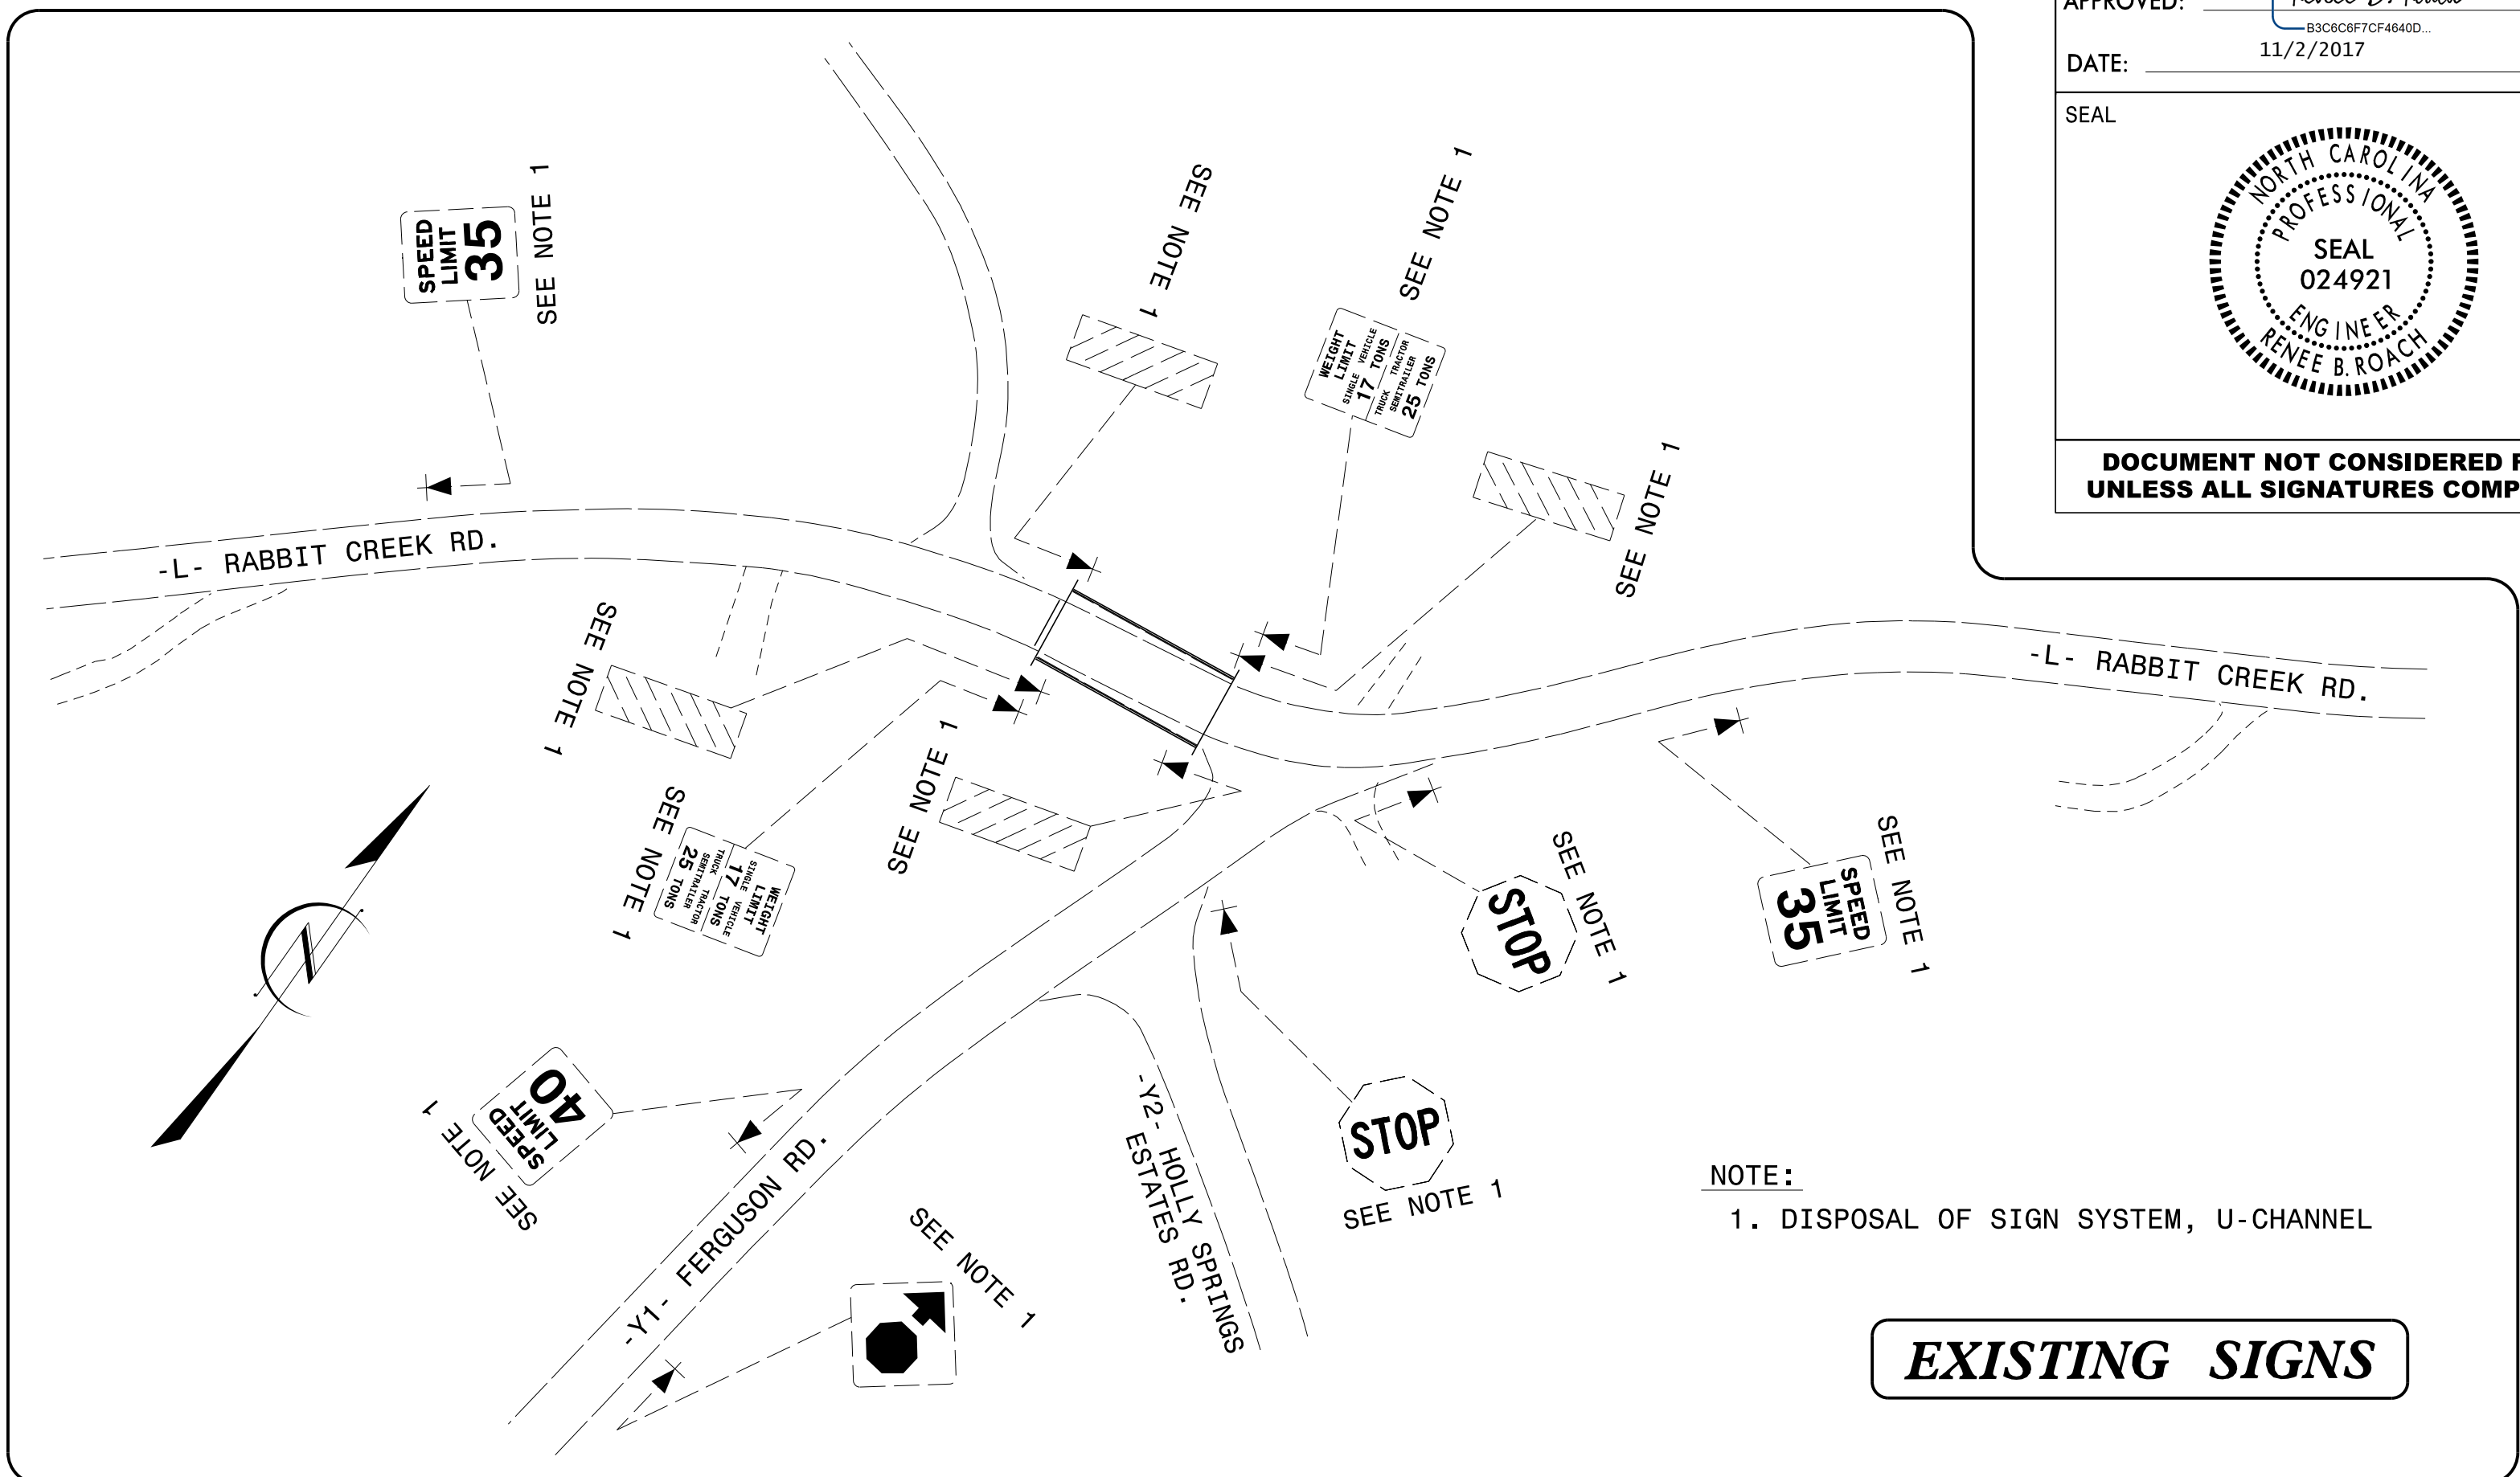 APPROVED:
B3C6C6F7CF4640D...
11/2/2017
DATE:
SEAL
NORTH CAROLINA
PROFESSIONAL
SEAL
024921
ENGINEER
RENEE B. ROACH
DOCUMENT NOT CONSIDERED
UNLESS ALL SIGNATURES
SPEED
LIMIT
35
SEE NOTE 1
SEE NOTE 1
WEIGHT
LIMIT
SINGLE VEHICLE
17 TONS
TRUCK TRACTOR
SEMITRAILER
25 TONS
SEE NOTE 1
SEE NOTE 1
-L- RABBIT CREEK RD.
-L- RABBIT CREEK RD.
SEE NOTE 1
SEE NOTE 1
WEIGHT
LIMIT
SINGLE VEHICLE
17 TONS
TRUCK TRACTOR
SEMITRAILER
25 TONS
SEE NOTE 1
STOP
SEE NOTE 1
SPEED
LIMIT
35
SEE NOTE 1
N
SPEED
LIMIT
40
SEE NOTE 1
-Y1- FERGUSON RD.
-Y2- HOLLY SPRINGS
ESTATES RD.
STOP
SEE NOTE 1
SEE NOTE 1
NOTE:
1. DISPOSAL OF SIGN SYSTEM, U-CHANNEL
EXISTING SIGNS